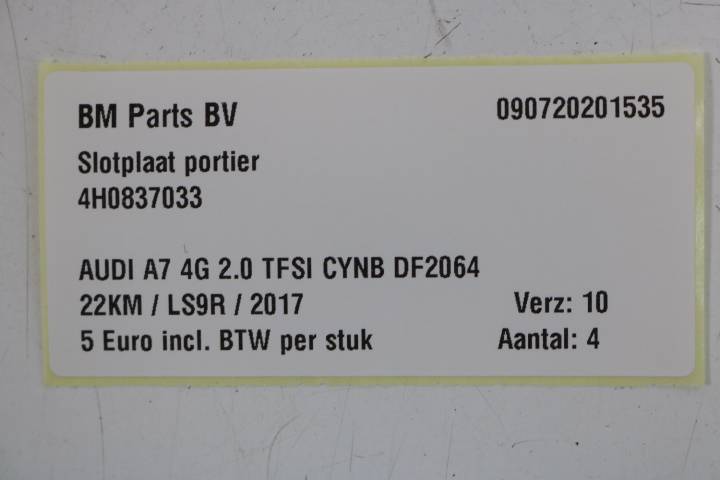 BM Parts BV 090720201535
Slotplaat portier
4H0837033
AUDI A7 4G 2.0 TFSI CYNB DF2064
22KM / LS9R / 2017 Verz: 10
5 Euro incl. BTW per stuk Aantal: 4